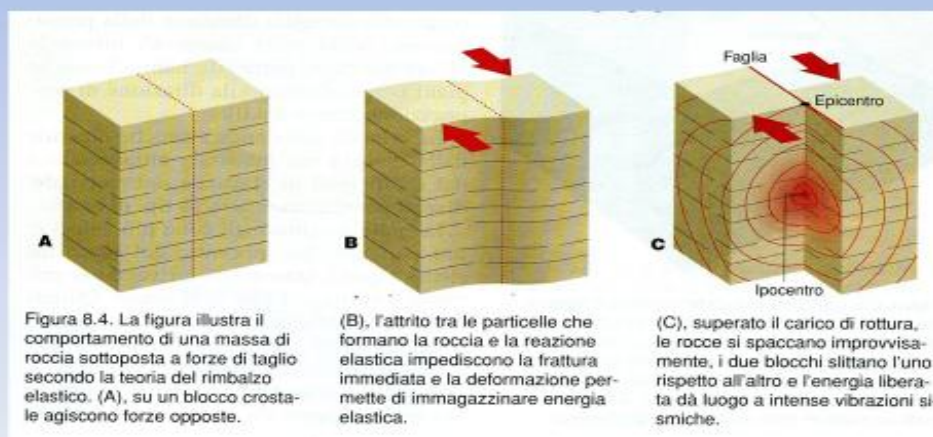 Faglia
Epicentro
A
B
C
Ipocentro
Figura 8.4. La figura illustra il
comportamento di una massa di
roccia sottoposta a forze di taglio
secondo la teoria del rimbalzo
elastico. (A), su un blocco crosta-
le agiscono forze opposte.
(B), l'attrito tra le particelle che
formano la roccia e la reazione
elastica impediscono la frattura
immediata e la deformazione per-
mette di immagazzinare energia
elastica.
(C), superato il carico di rottura,
le rocce si spaccano improvvisa-
mente, i due blocchi slittano l'uno
rispetto all'altro e l'energia libera-
ta dà luogo a intense vibrazioni si-
smiche.